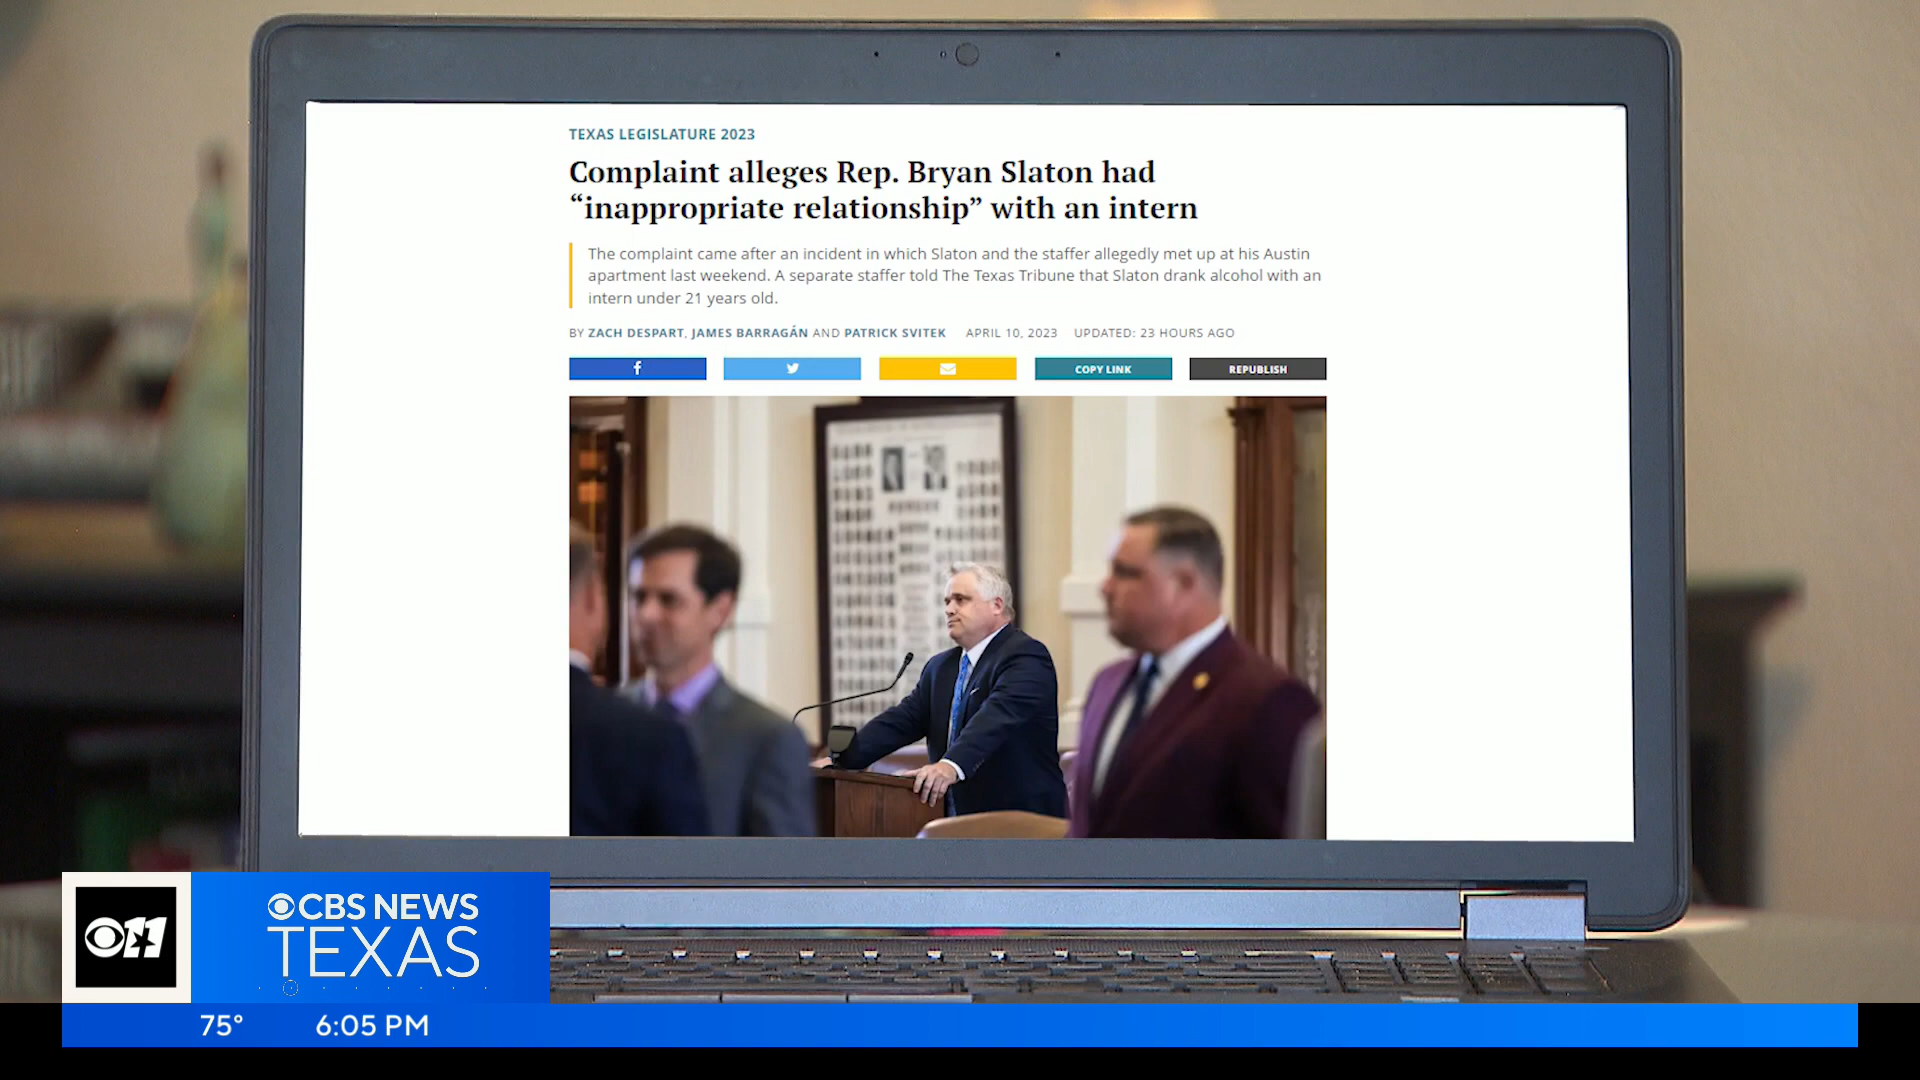 TEXAS LEGISLATURE 2023
Complaint alleges Rep. Bryan Slaton had
“inappropriate relationship” with an intern
The complaint came after an incident in which Slaton and the staffer allegedly met up at his Austin
apartment last weekend. A separate staffer told The Texas Tribune that Slaton drank alcohol with an
intern under 21 years old.
BY ZACH DESPART, JAMES BARRAGÁN AND PATRICK SVITEK APRIL 10, 2023 UPDATED: 23 HOURS AGO
COPY LINK REPUBLISH
11
CBS NEWS
TEXAS
75° 6:05 PM